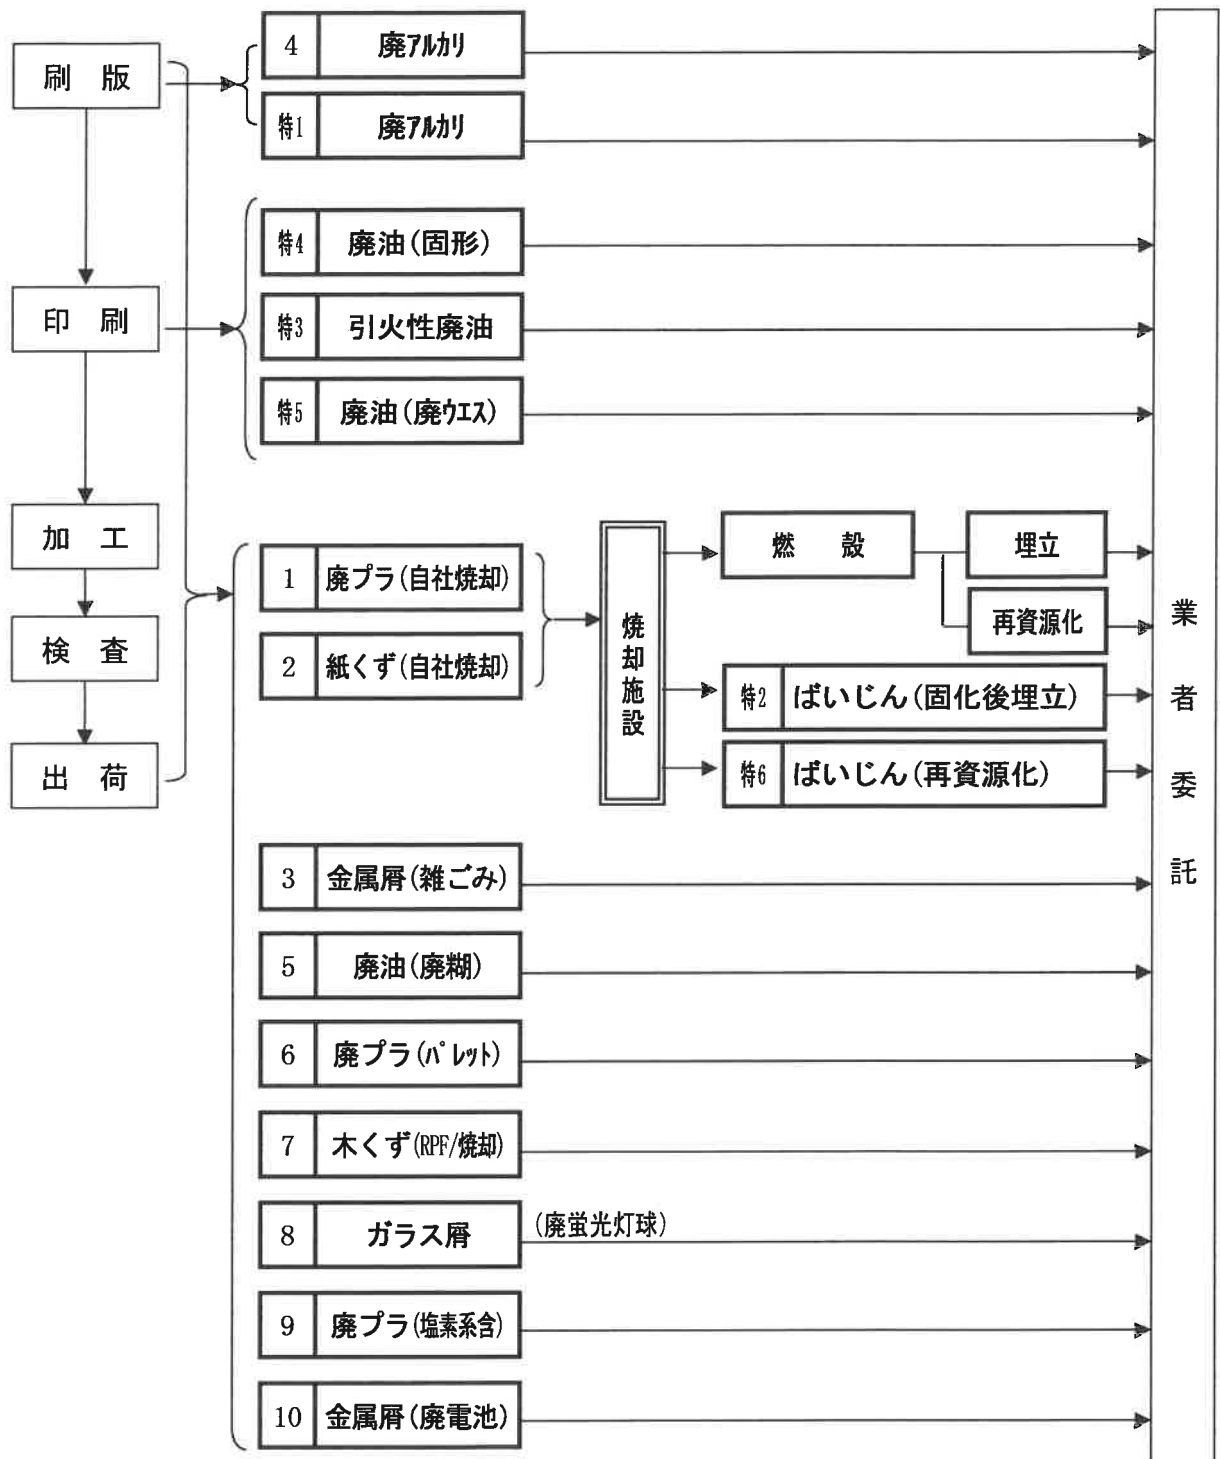 刷 版
4 廃アルカリ
特1 廃アルカリ
印 刷
特4 廃油(固形)
特3 引火性廃油
特5 廃油(廃ウエス)
加 工
検 査
出 荷
1 廃プラ(自社焼却)
2 紙くず(自社焼却)
焼却施設
燃 殻
埋立
再資源化
特2 ばいじん(固化後埋立)
特6 ばいじん(再資源化)
3 金属屑(雑ごみ)
5 廃油(廃糊)
6 廃プラ(パレット)
7 木くず(RPF/焼却)
8 ガラス屑 (廃蛍光灯球)
9 廃プラ(塩素系含)
10 金属屑(廃電池)
業者委託